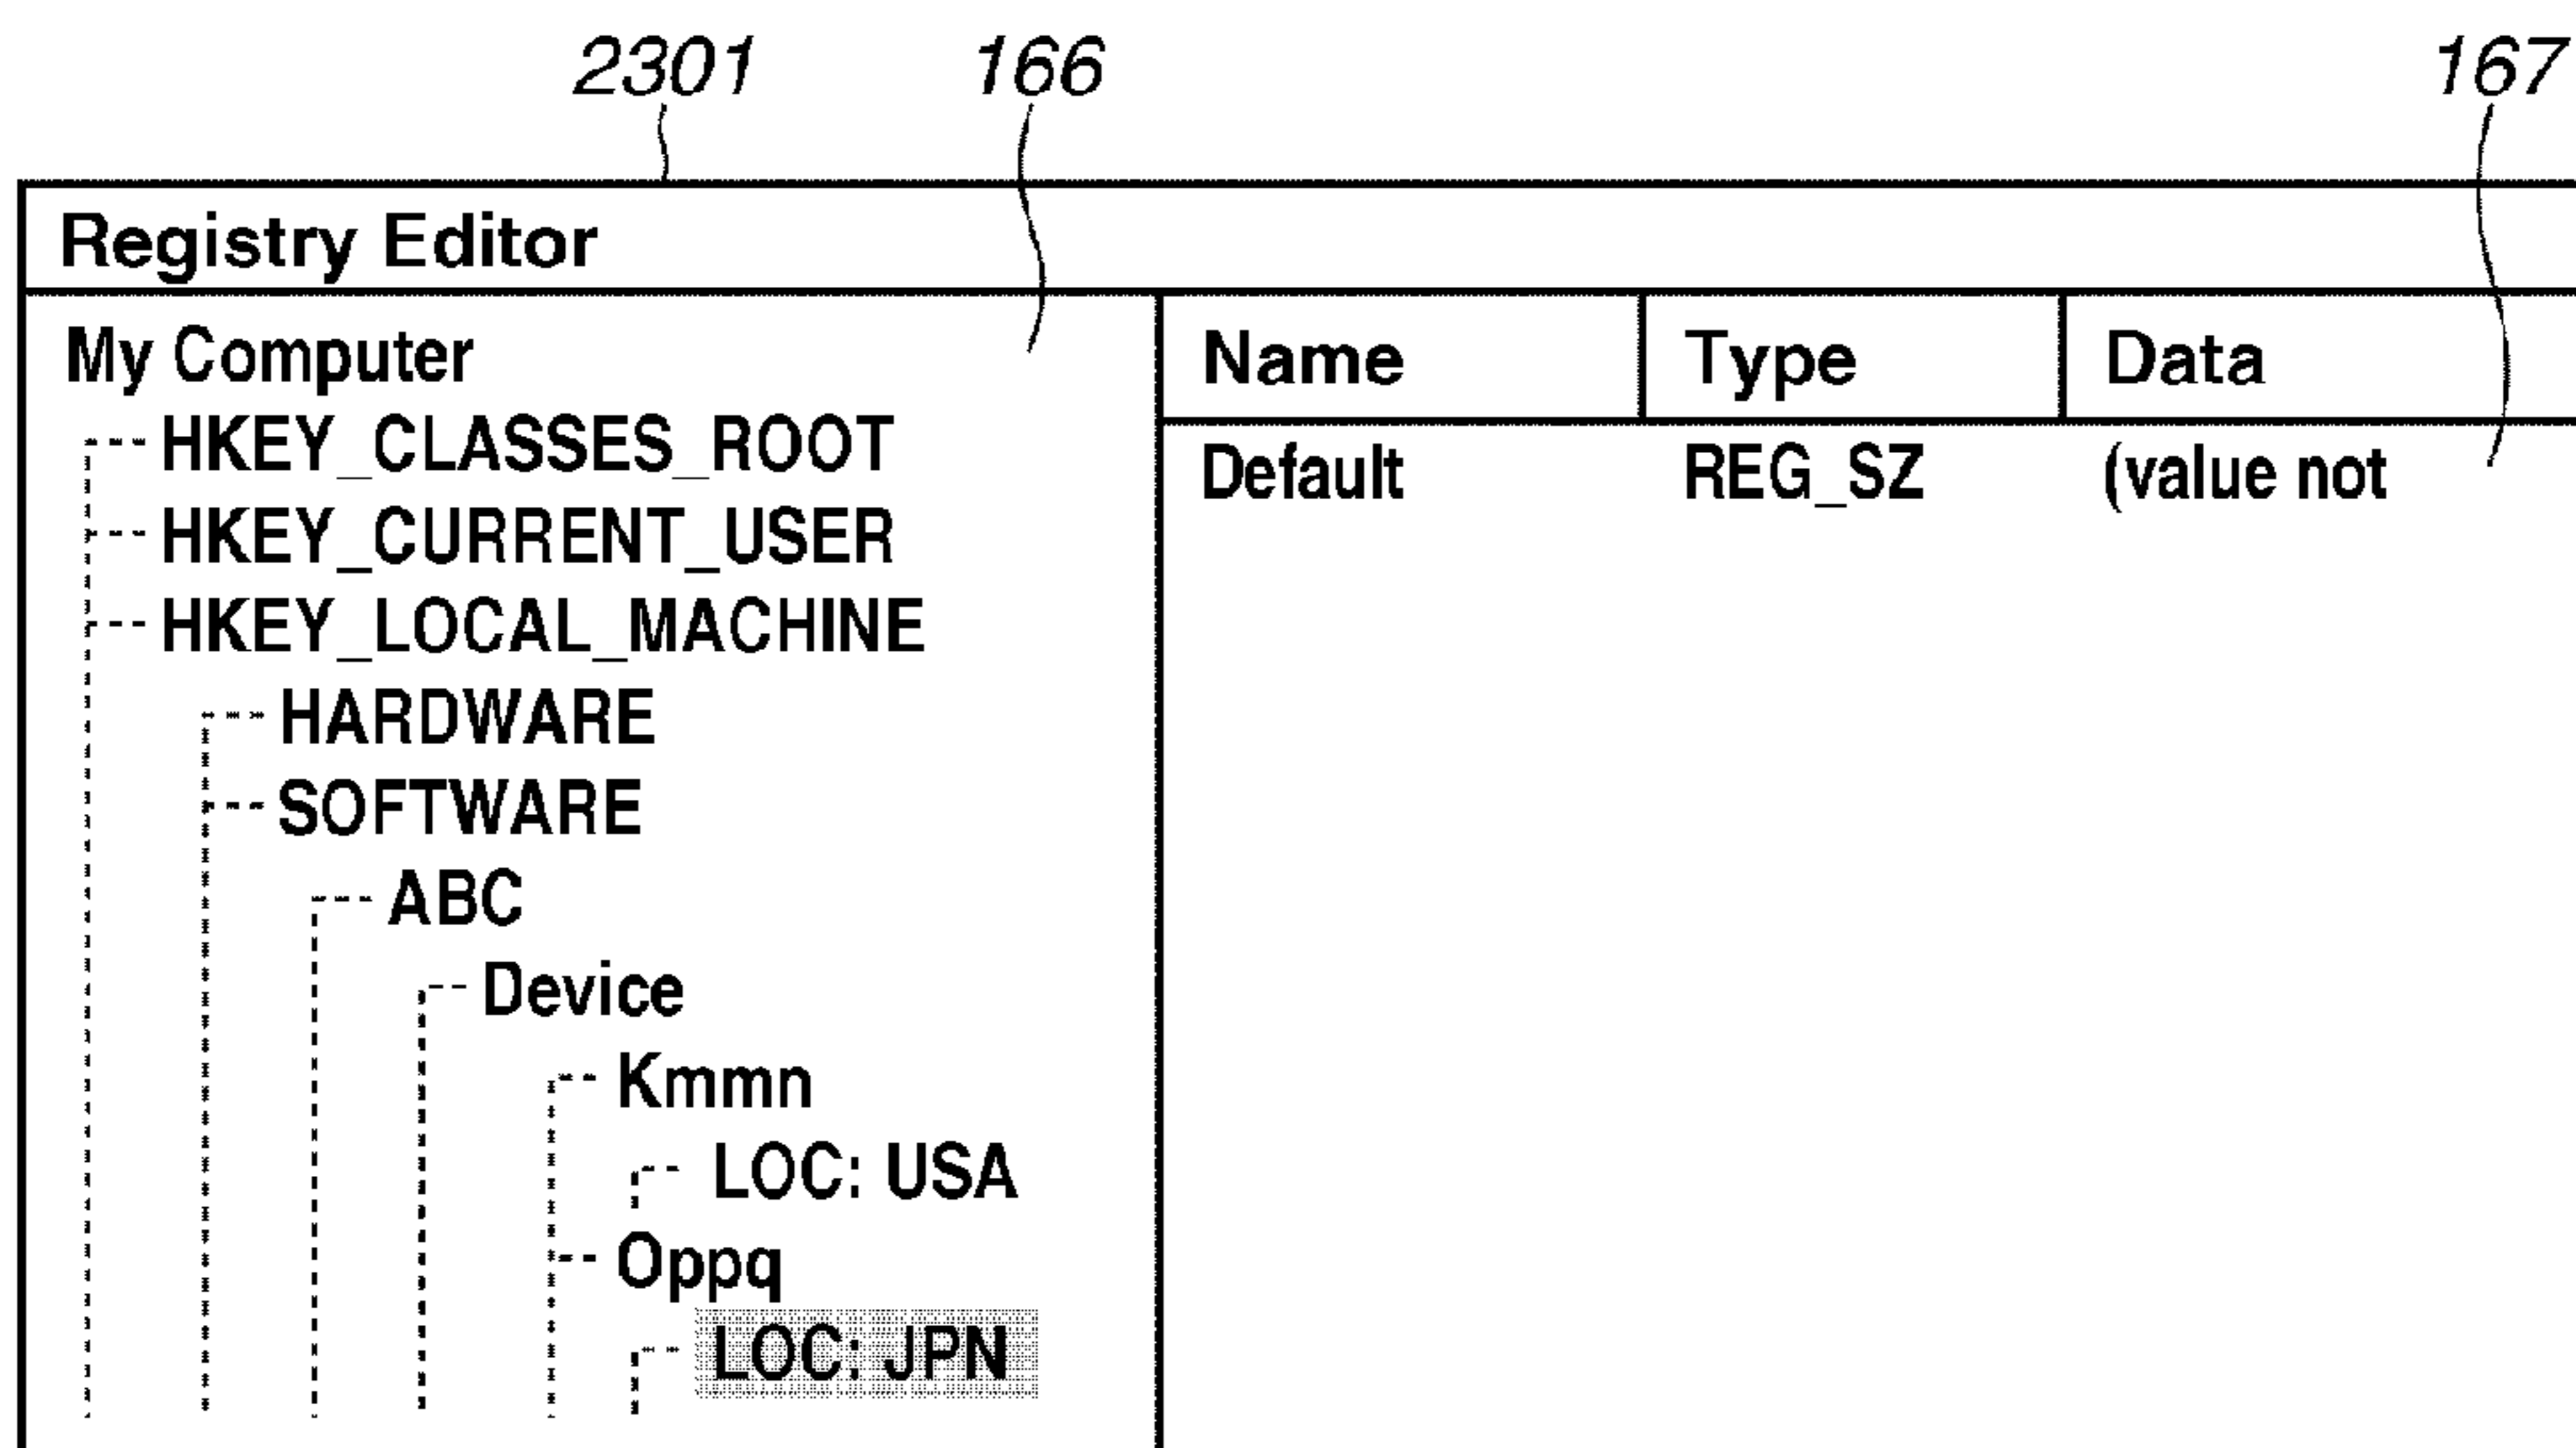 2301 166 167
Registry Editor
My Computer
HKEY_CLASSES_ROOT
HKEY_CURRENT_USER
HKEY_LOCAL_MACHINE
HARDWARE
SOFTWARE
ABC
Device
Kmmn
LOC: USA
Oppq
LOC: JPN
Name Type Data
Default REG_SZ (value not